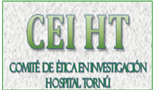 CEI HT
COMITÉ DE ÉTICA EN INVESTIGACIÓN
HOSPITAL TORNÚ